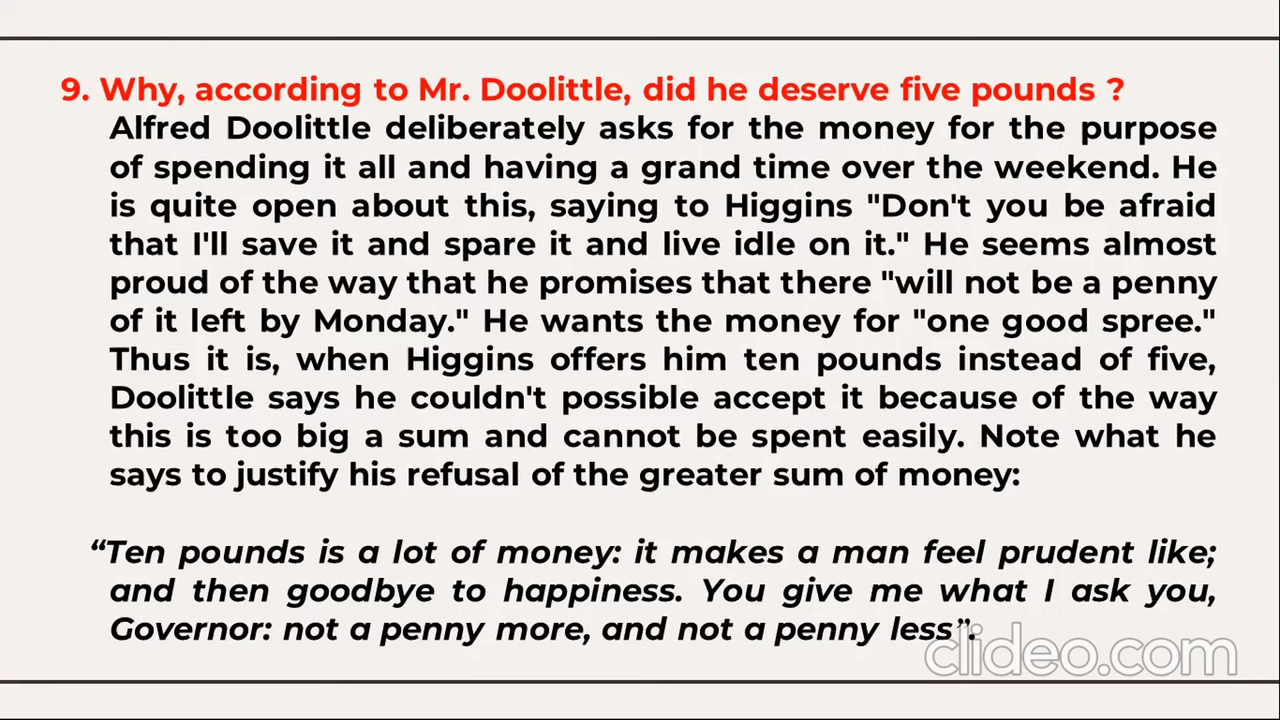 9. Why, according to Mr. Doolittle, did he deserve five pounds ?
Alfred Doolittle deliberately asks for the money for the purpose
of spending it all and having a grand time over the weekend. He
is quite open about this, saying to Higgins "Don't you be afraid
that I'll save it and spare it and live idle on it." He seems almost
proud of the way that he promises that there "will not be a penny
of it left by Monday." He wants the money for "one good spree."
Thus it is, when Higgins offers him ten pounds instead of five,
Doolittle says he couldn't possible accept it because of the way
this is too big a sum and cannot be spent easily. Note what he
says to justify his refusal of the greater sum of money:
“Ten pounds is a lot of money: it makes a man feel prudent like;
and then goodbye to happiness. You give me what I ask you,
Governor: not a penny more, and not a penny less”.
clideo.com